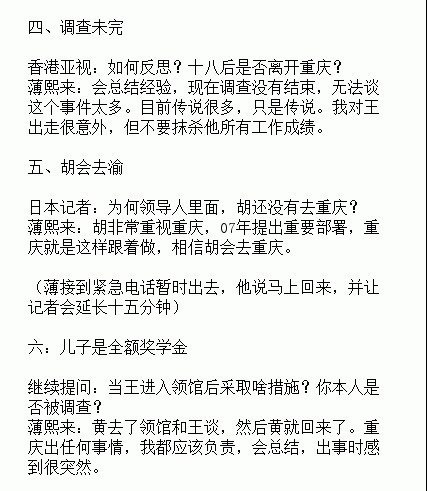 四、调查未完
香港亚视：如何反思？十八后是否离开重庆？
薄熙来：会总结经验，现在调查没有结束，无法谈
这个事件太多。目前传说很多，只是传说。我对王
出走很意外，但不要抹杀他所有工作成绩。
五、胡会去渝
日本记者：为何领导人里面，胡还没有去重庆？
薄熙来：胡非常重视重庆，07年提出重要部署，重
庆就是这样跟着做，相信胡会去重庆。
（薄接到紧急电话暂时出去，他说马上回来，并让
记者会延长十五分钟）
六：儿子是全额奖学金
继续提问：当王进入领馆后采取啥措施？你本人是
否被调查？
薄熙来：黄去了领馆和王谈，然后黄就回来了。重
庆出任何事情，我都应该负责，会总结，出事时感
到很突然。